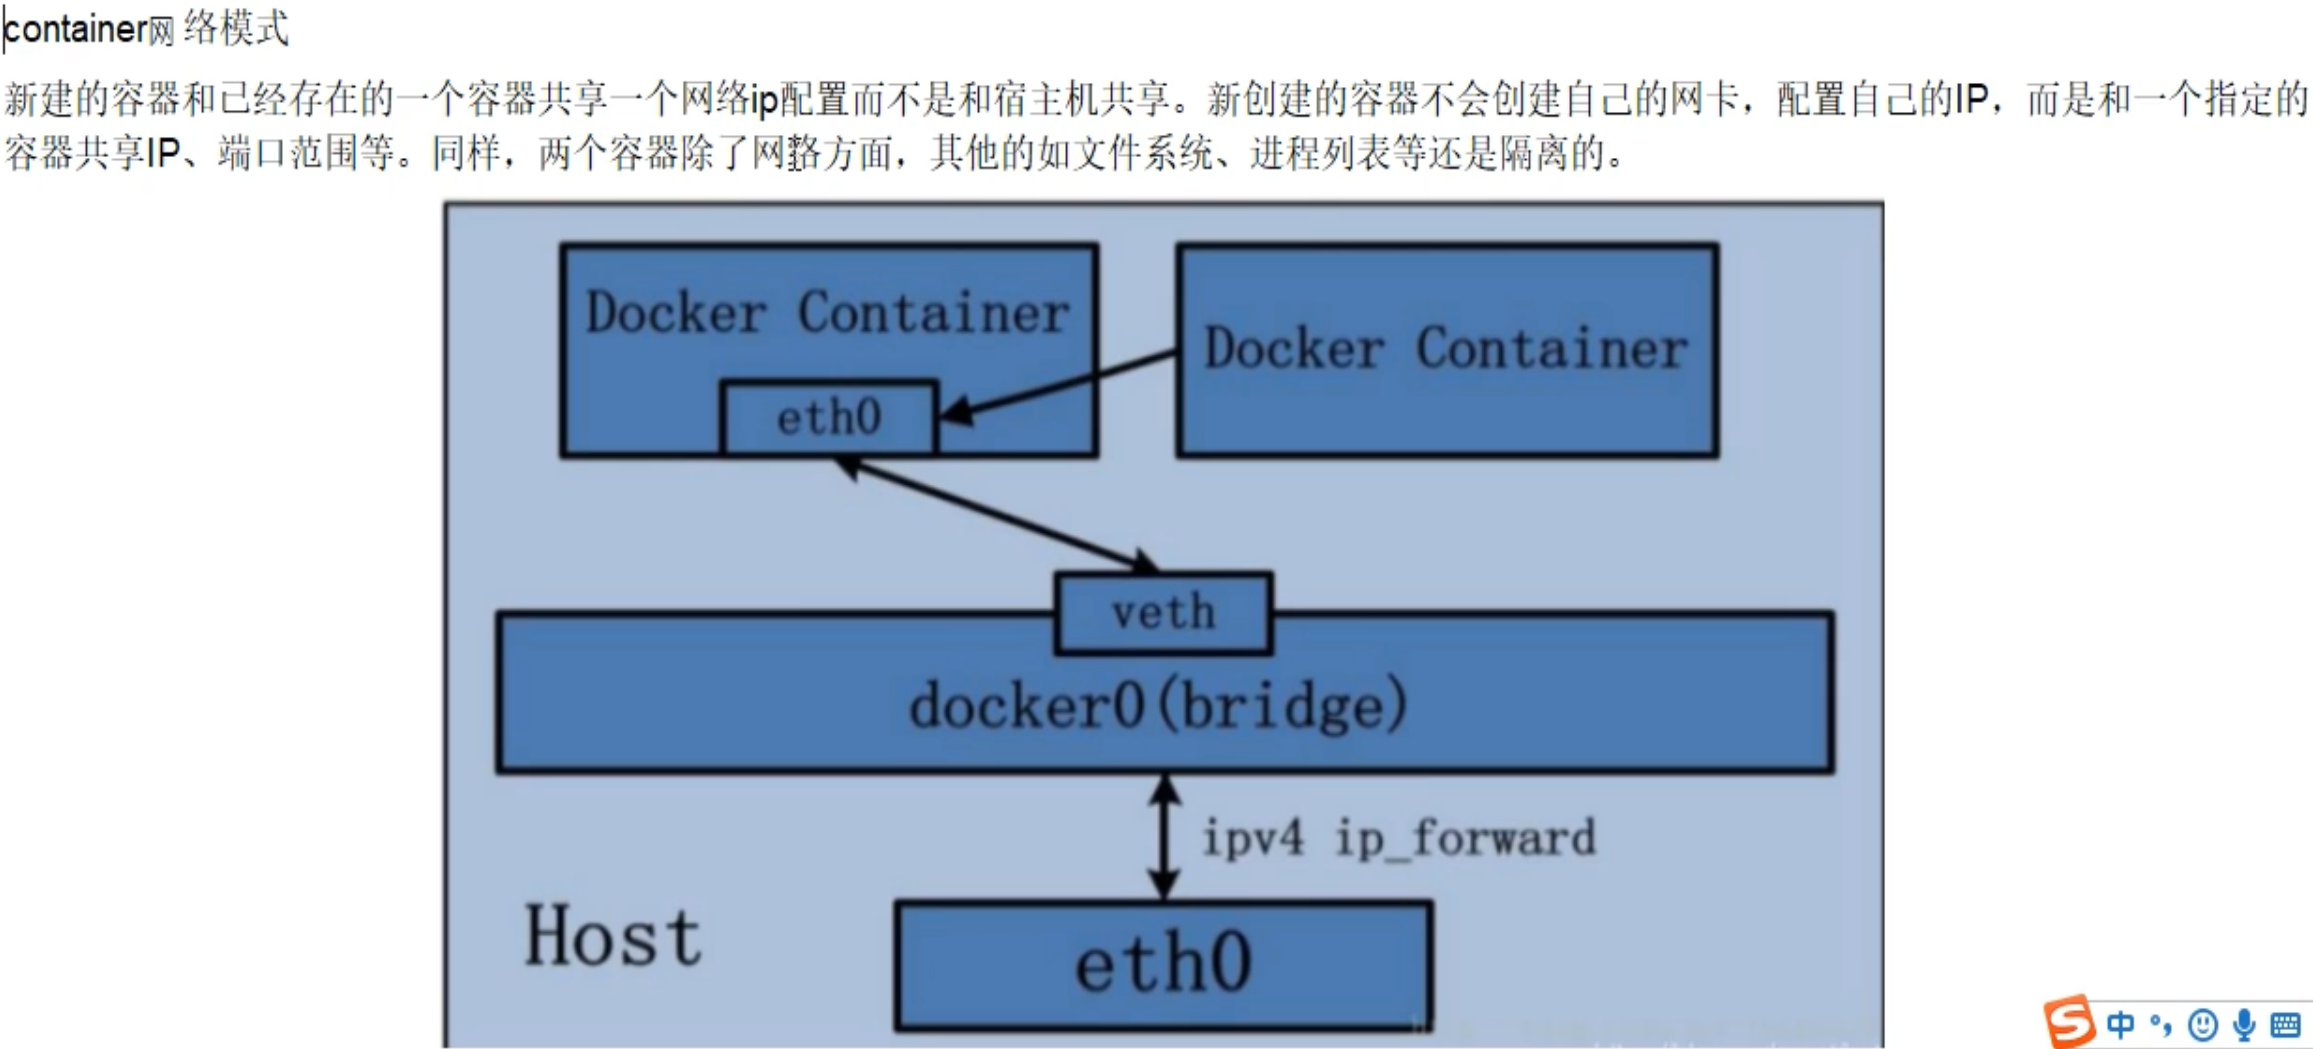 container网络模式
新建的容器和已经存在的一个容器共享一个网络ip配置而不是和宿主机共享。新创建的容器不会创建自己的网卡，配置自己的IP，而是和一个指定的
容器共享IP、端口范围等。同样，两个容器除了网络方面，其他的如文件系统、进程列表等还是隔离的。
Docker Container
Docker Container
eth0
veth
docker0(bridge)
ipv4 ip_forward
Host
eth0
中